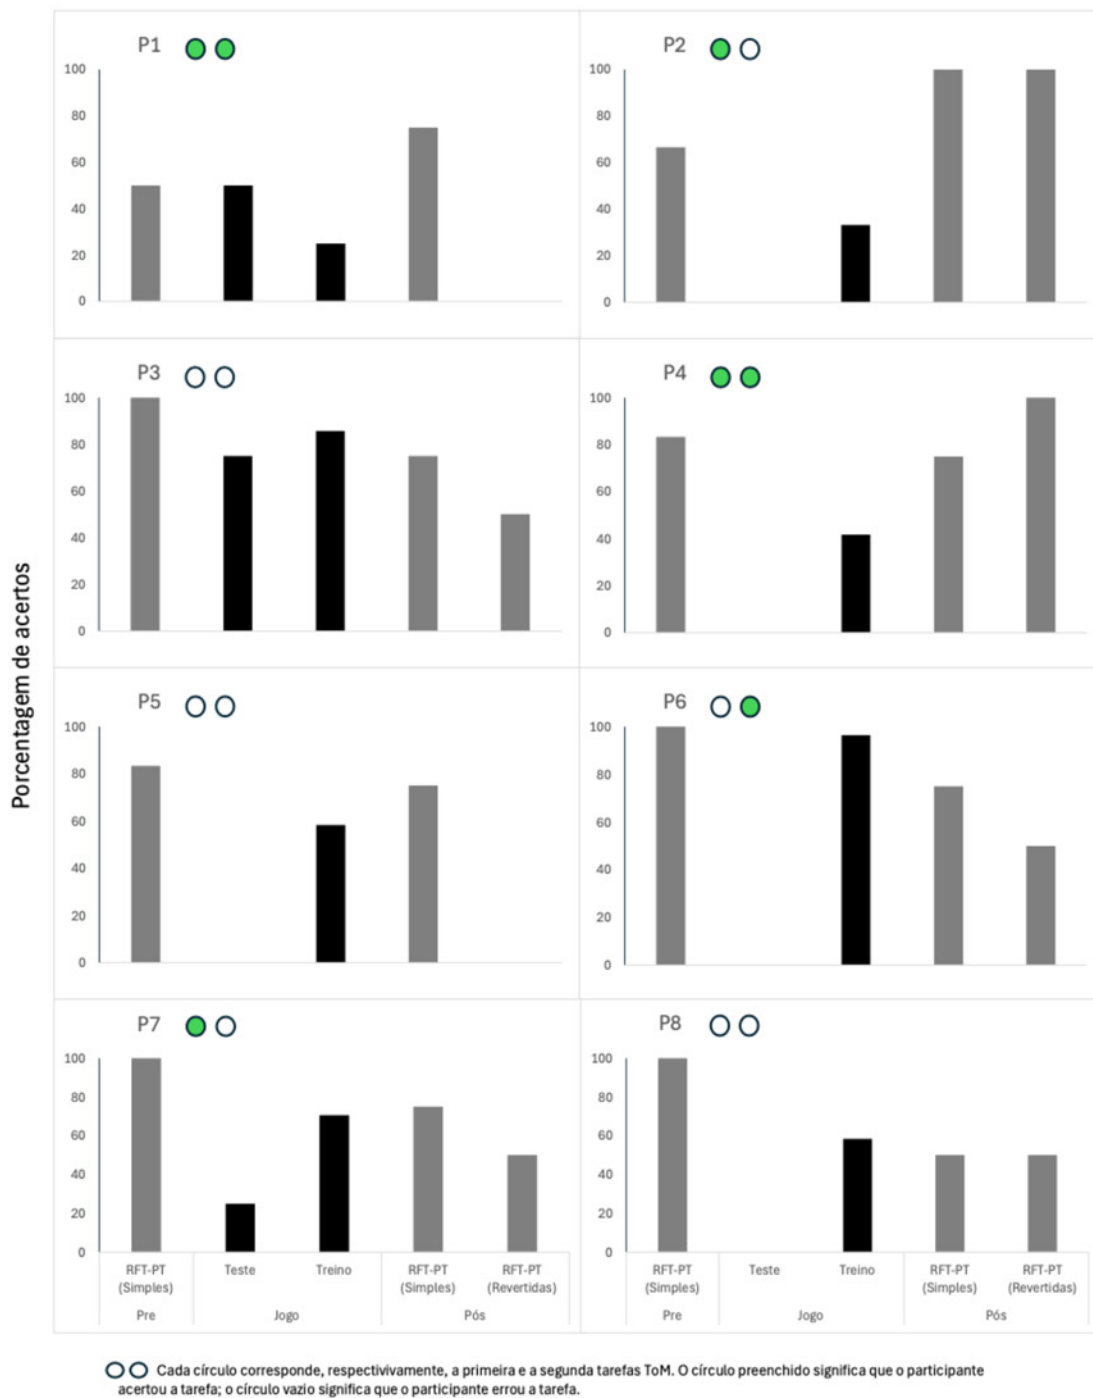 Porcentagem de acertos
P1
100
80
60
40
20
0
P2
100
80
60
40
20
0
P3
100
80
60
40
20
0
P4
100
80
60
40
20
0
P5
100
80
60
40
20
0
P6
100
80
60
40
20
0
P7
100
80
60
40
20
0
RFT-PT
(Simples)
Teste
Treino
RFT-PT
(Simples)
RFT-PT
(Revertidas)
Pre
Jogo
Pós
P8
100
80
60
40
20
0
RFT-PT
(Simples)
Teste
Treino
RFT-PT
(Simples)
RFT-PT
(Revertidas)
Pre
Jogo
Pós
Cada círculo corresponde, respectivivamente, a primeira e a segunda tarefas ToM. O círculo preenchido significa que o participante
acertou a tarefa; o círculo vazio significa que o participante errou a tarefa.